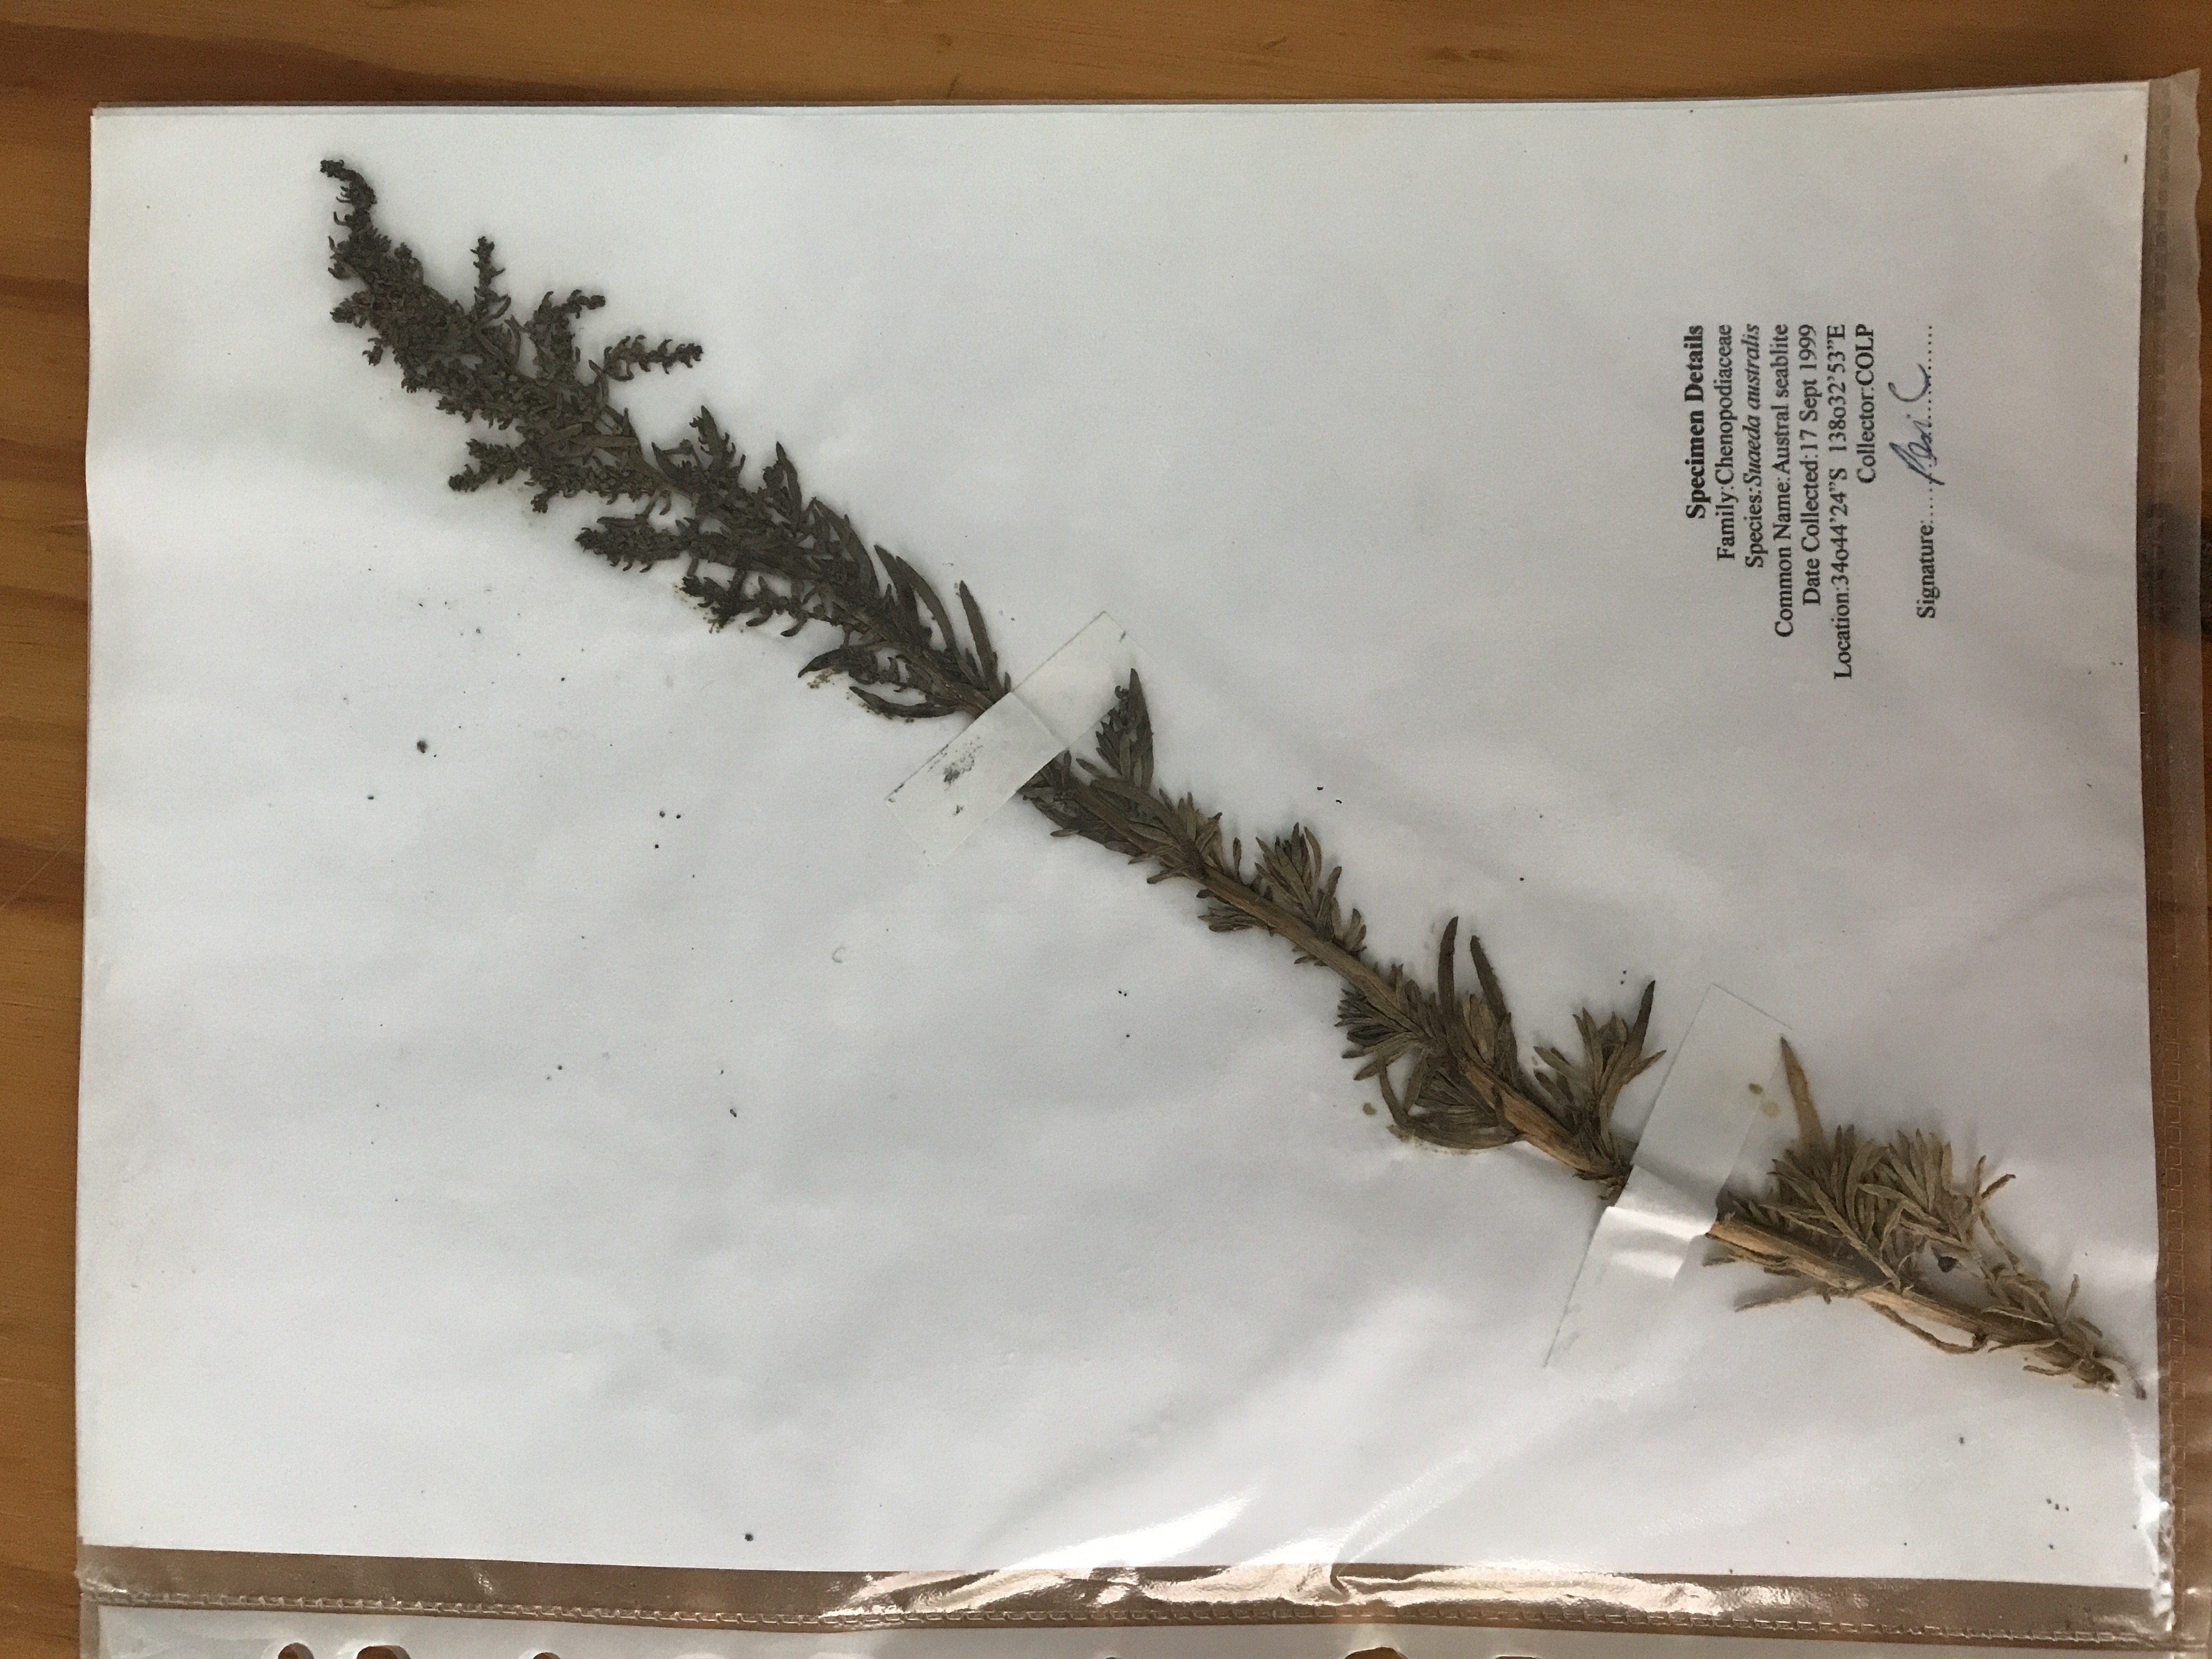 Specimen Details
Family:Chenopodiaceae
Species:Suaeda australis
Common Name:Austral seablite
Date Collected:17 Sept 1999
Location:34o44’24”S 138o32’53”E
Collector:COLP
Signature:..............................